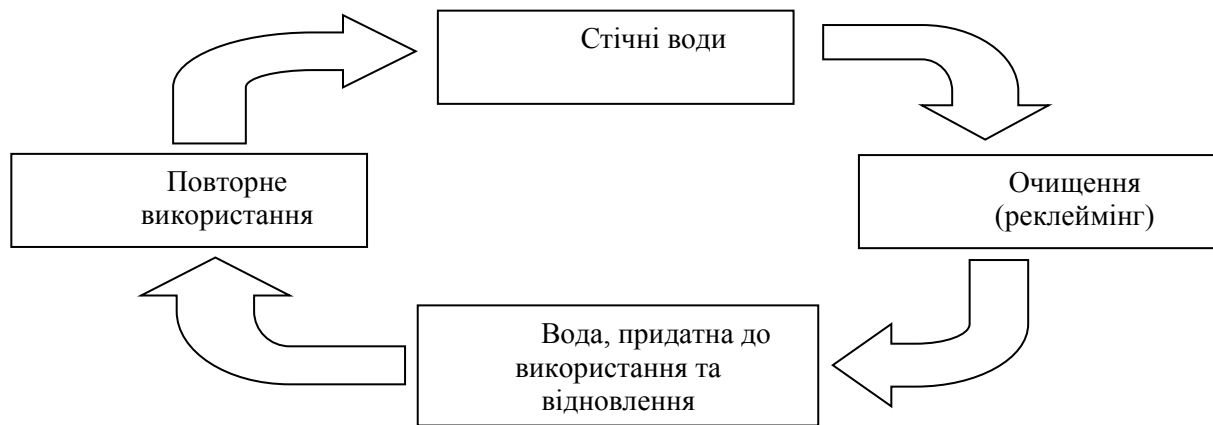 Стічні води
Повторне
використання
Очищення
(реклеймінг)
Вода, придатна до
використання та
відновлення